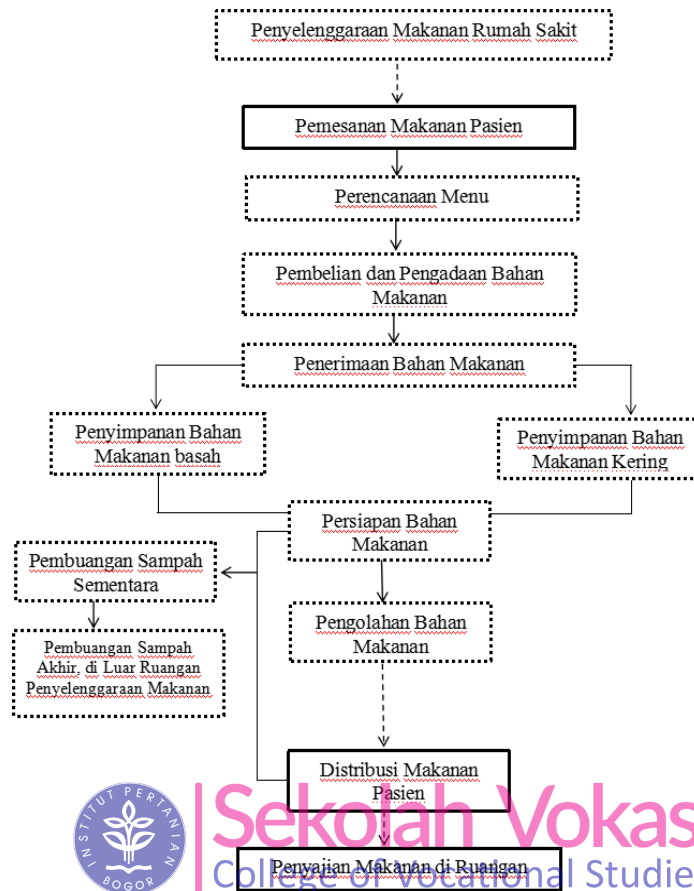 Penyelenggaraan Makanan Rumah Sakit
Pemesanan Makanan Pasien
Perencanaan Menu
Pembelian dan Pengadaan Bahan
Makanan
Penerimaan Bahan Makanan
Penyimpanan Bahan
Makanan basah
Penyimpanan Bahan
Makanan Kering
Persiapan Bahan
Makanan
Pembuangan Sampah
Sementara
Pengolahan Bahan
Makanan
Pembuangan Sampah
Akhir, di Luar Ruangan
Penyelenggaraan Makanan
Distribusi Makanan
Pasien
INSTITUT PERTANIAN
BOGOR
Sekolah Vokas
Penyajian Makanan di Ruangan
College of Vocational Studie